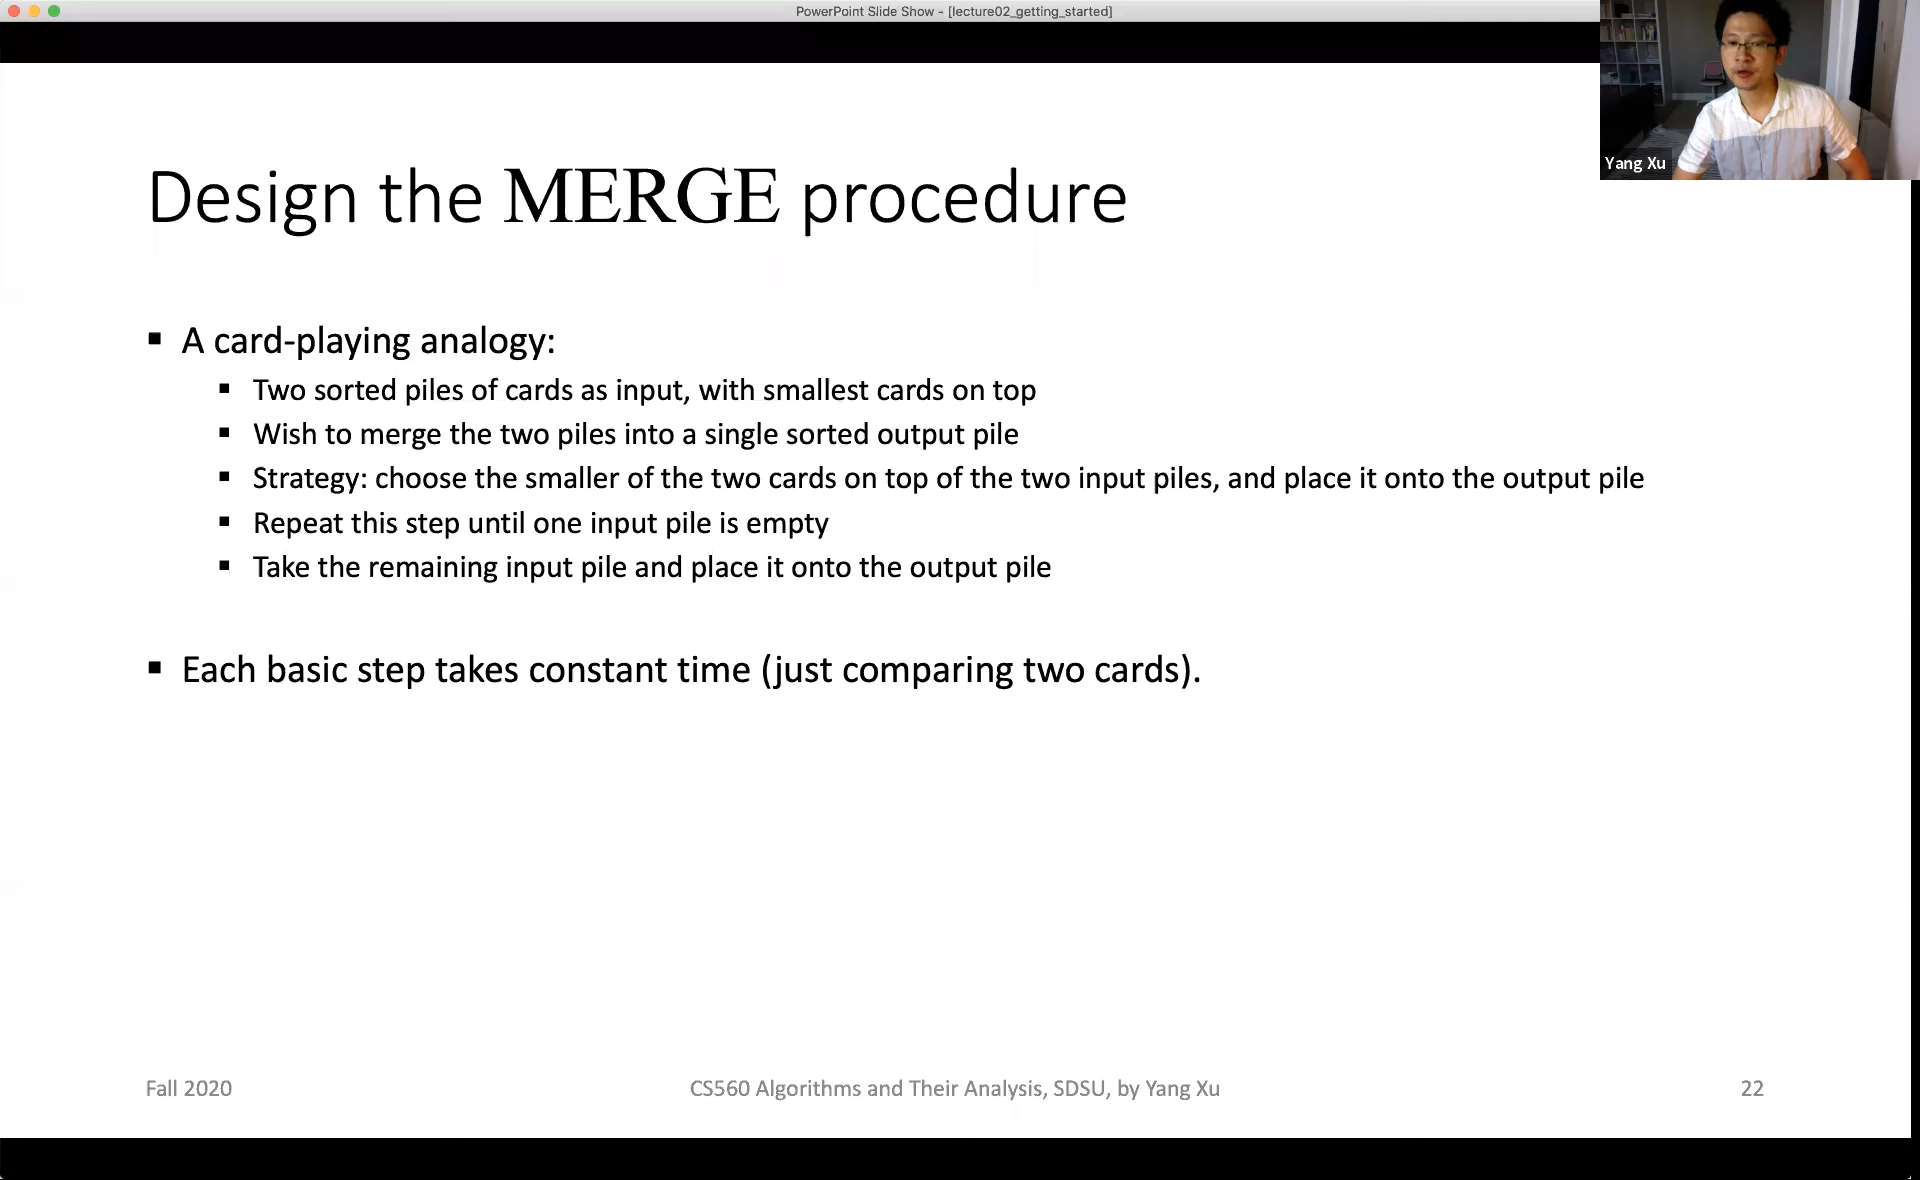 PowerPoint Slide Show - [lecture02_getting_started]
Yang Xu
Design the MERGE procedure
▪ A card-playing analogy:
▪ Two sorted piles of cards as input, with smallest cards on top
▪ Wish to merge the two piles into a single sorted output pile
▪ Strategy: choose the smaller of the two cards on top of the two input piles, and place it onto the output pile
▪ Repeat this step until one input pile is empty
▪ Take the remaining input pile and place it onto the output pile
▪ Each basic step takes constant time (just comparing two cards).
Fall 2020
CS560 Algorithms and Their Analysis, SDSU, by Yang Xu
22